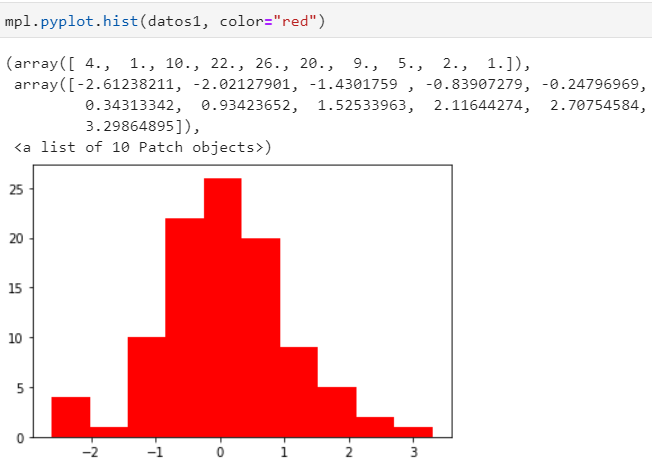 mpl.pyplot.hist(datos1, color="red")
(array([ 4.,  1., 10., 22., 26., 20.,  9.,  5.,  2.,  1.]),
 array([-2.61238211, -2.02127901, -1.4301759 , -0.83907279, -0.24796969,
         0.34313342,  0.93423652,  1.52533963,  2.11644274,  2.70754584,
         3.29864895]),
 <a list of 10 Patch objects>)
25
20
15
10
5
0
−2 −1 0 1 2 3